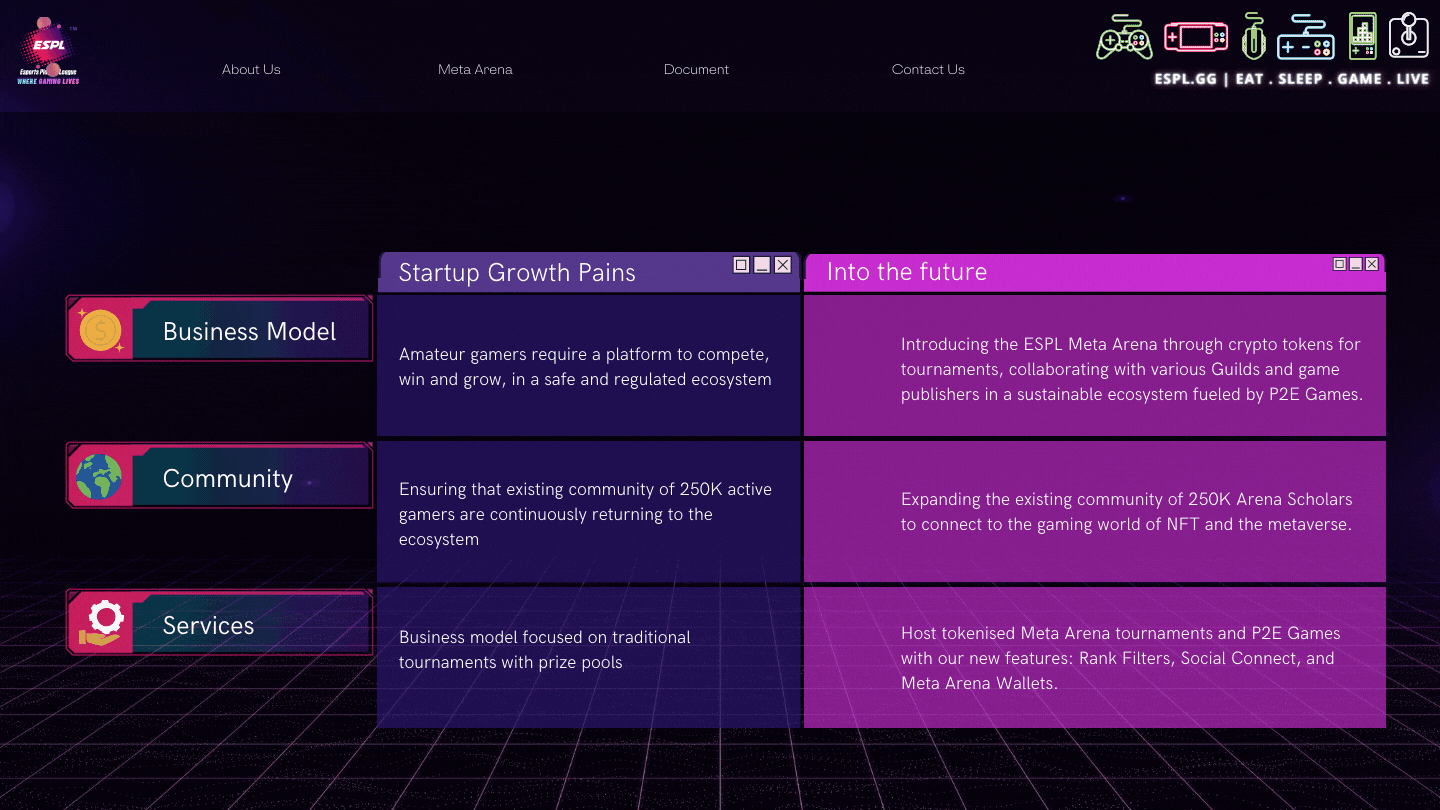 ESPL
TM
WHERE GAMING LIVES
About Us
Meta Arena
Document
Contact Us
ESPL.GG | EAT . SLEEP . GAME . LIVE
Startup Growth Pains
Into the future
Business Model
Amateur gamers require a platform to compete,
win and grow, in a safe and regulated ecosystem
Introducing the ESPL Meta Arena through crypto tokens for
tournaments, collaborating with various Guilds and game
publishers in a sustainable ecosystem fueled by P2E Games.
Community
Ensuring that existing community of 250K active
gamers are continuously returning to the
ecosystem
Expanding the existing community of 250K Arena Scholars
to connect to the gaming world of NFT and the metaverse.
Services
Business model focused on traditional
tournaments with prize pools
Host tokenised Meta Arena tournaments and P2E Games
with our new features: Rank Filters, Social Connect, and
Meta Arena Wallets.